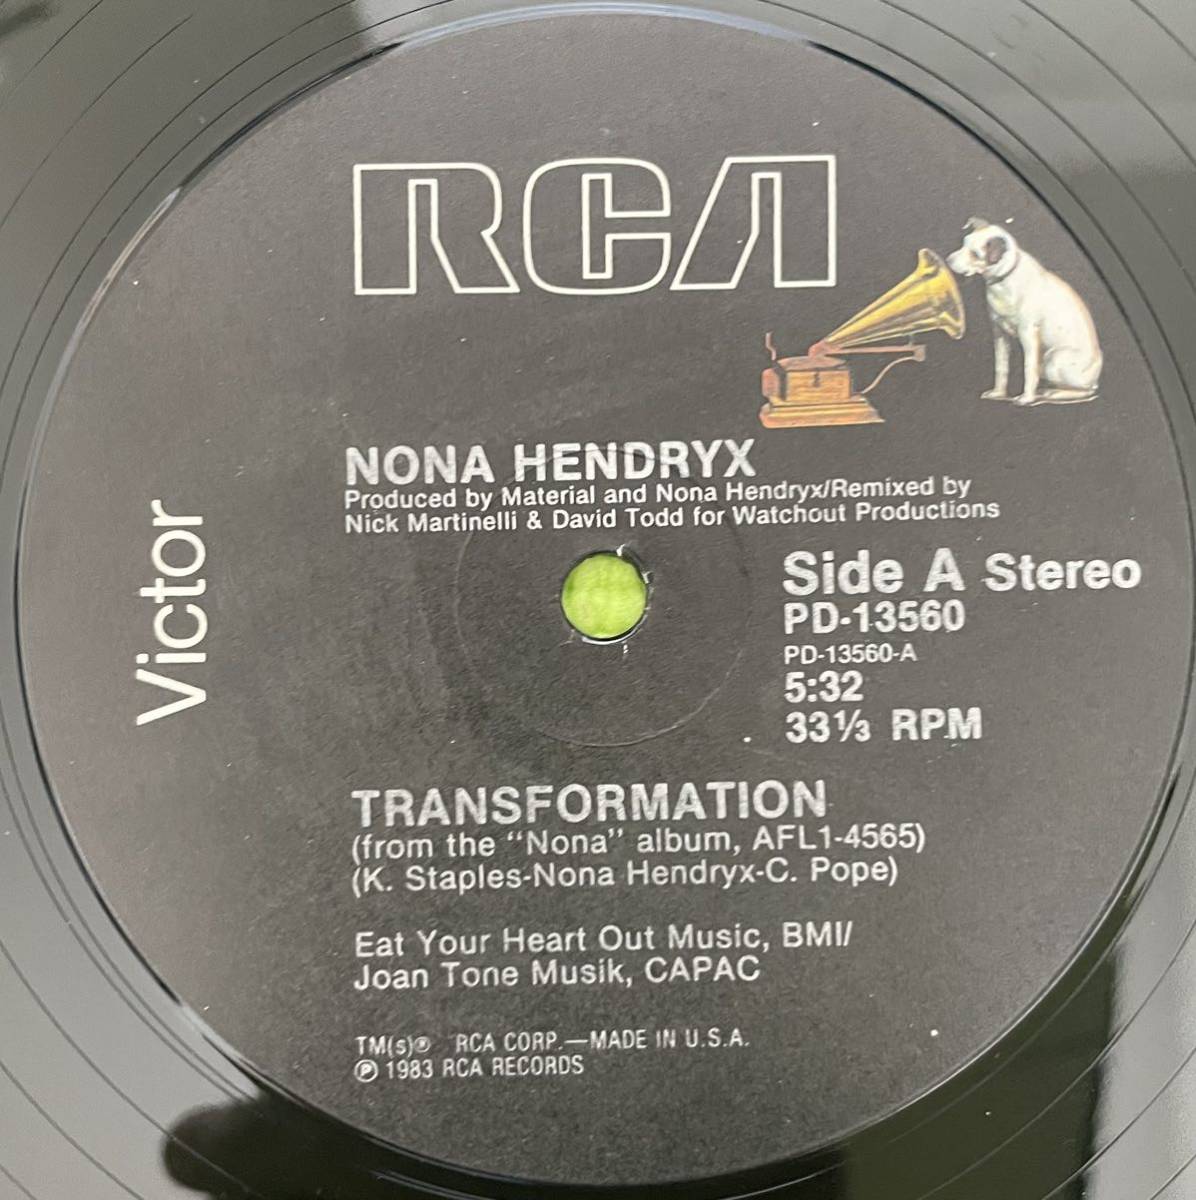 RCA
Victor
NONA HENDRYX
Produced by Material and Nona Hendryx/Remixed by
Nick Martinelli & David Todd for Watchout Productions
Side A Stereo
PD-13560
PD-13560-A
5:32
33⅓ RPM
TRANSFORMATION
(from the "Nona" album, AFL1-4565)
(K. Staples-Nona Hendryx-C. Pope)
Eat Your Heart Out Music, BMI/
Joan Tone Musik, CAPAC
TM(s)® RCA CORP.—MADE IN U.S.A.
℗ 1983 RCA RECORDS